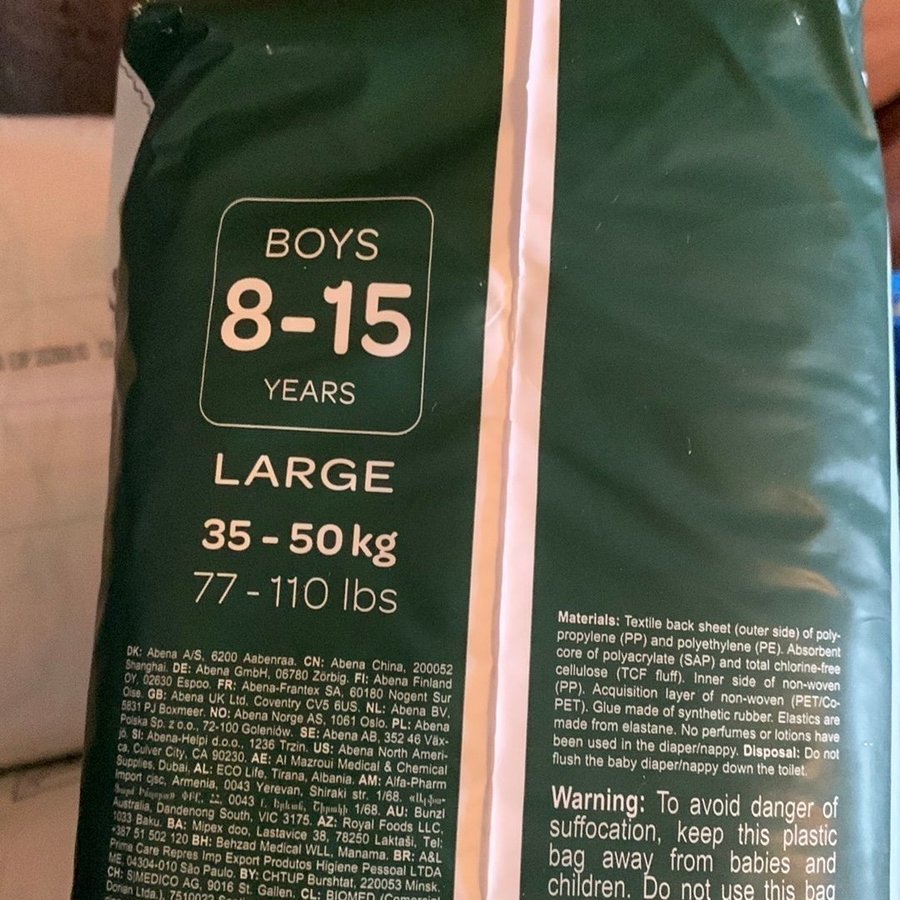 BOYS
8-15
YEARS
LARGE
35 - 50 kg
77 - 110 lbs
DK: Abena A/S, 6200 Aabenraa. CN: Abena China, 200052
Shanghai. DE: Abena GmbH, 06780 Zörbig. FI: Abena Finland
OY, 02630 Espoo. FR: Abena-Frantex SA, 60180 Nogent Sur
Oise. GB: Abena UK Ltd. Coventry CV5 6US. NL: Abena BV,
5831 PJ Boxmeer. NO: Abena Norge AS, 1061 Oslo. PL: Abena
Polska Sp. z o.o., 72-100 Goleniów. SE: Abena AB, 352 46 Väx-
jö. SI: Abena-Helpi d.o.o., 1236 Trzin. US: Abena North Ameri-
ca, Culver City, CA 90230. AE: Al Mazroui Medical & Chemical
Supplies, Dubai. AL: ECO Life, Tirana, Albania. AM: Alfa-Pharm
Import cjsc, Armenia, 0043 Yerevan, Shiraki str. 1/68.
0043 1/68. AU: Bunzl
Australia, Dandenong South, VIC 3175. AZ: Royal Foods LLC,
1033 Baku. BA: Mipex doo, Lastavice 38, 78250 Laktaši, Tel:
+387 51 502 120 BH: Behzad Medical WLL, Manama. BR: A&L
Prime Care Repres Imp Export Produtos Higiene Pessoal LTDA
ME, 04304-010 São Paulo. BY: CHTUP Burshtat, 220053 Minsk.
CH: SIMEDICO AG, 9016 St. Gallen. CL: BIOMED (Comercial
Dorian Ltda.), 7510023
Materials: Textile back sheet (outer side) of poly-
propylene (PP) and polyethylene (PE). Absorbent
core of polyacrylate (SAP) and total chlorine-free
cellulose (TCF fluff). Inner side of non-woven
(PP). Acquisition layer of non-woven (PET/Co-
PET). Glue made of synthetic rubber. Elastics are
made from elastane. No perfumes or lotions have
been used in the diaper/nappy. Disposal: Do not
flush the baby diaper/nappy down the toilet.
Warning: To avoid danger of
suffocation, keep this plastic
bag away from babies and
children. Do not use this bag